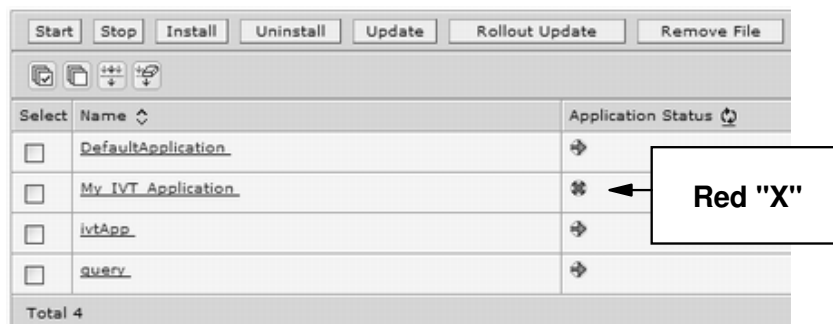 Start Stop Install Uninstall Update Rollout Update Remove File
Select Name Application Status
DefaultApplication
My IVT Application
Red "X"
ivtApp
query
Total 4